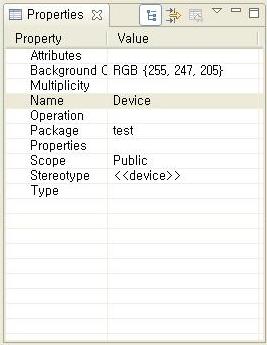 Properties
Property Value
Attributes
Background C RGB {255, 247, 205}
Multiplicity
Name Device
Operation
Package test
Properties
Scope Public
Stereotype <<device>>
Type